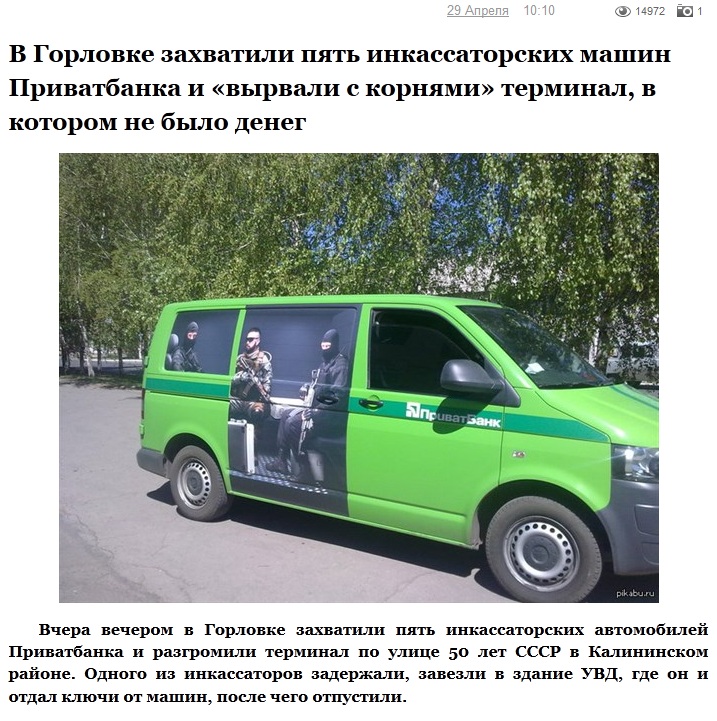 29 Апреля 10:10 14972 1
В Горловке захватили пять инкассаторских машин
Приватбанка и «вырвали с корнями» терминал, в
котором не было денег
ПриватБанк
pikabu.ru
Вчера вечером в Горловке захватили пять инкассаторских автомобилей
Приватбанка и разгромили терминал по улице 50 лет СССР в Калининском
районе. Одного из инкассаторов задержали, завезли в здание УВД, где он и
отдал ключи от машин, после чего отпустили.